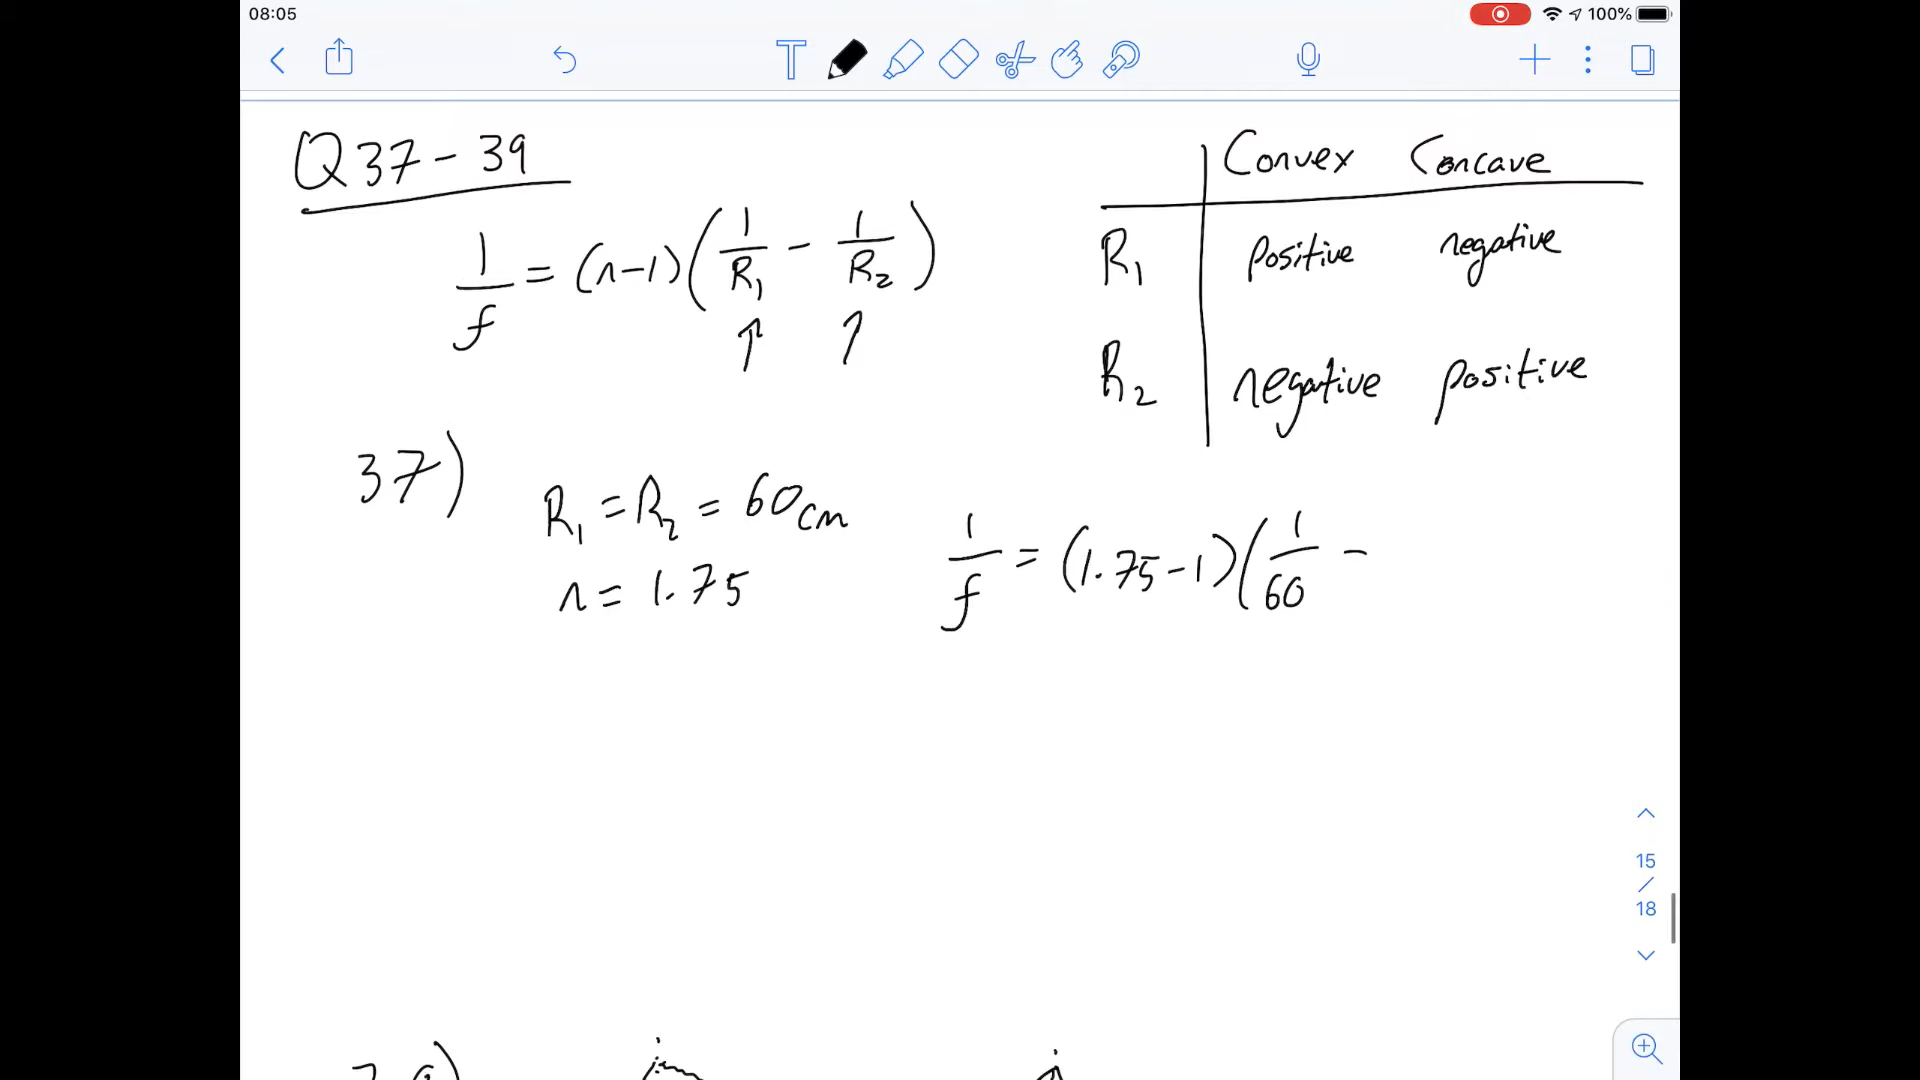 08:05 100%
Q37-39
1/f = (n-1)(1/R₁ - 1/R₂)
↑ ↑
Convex Concave
R₁ Positive negative
R₂ negative positive
37)
R₁ = R₂ = 60cm
n = 1.75
1/f = (1.75-1)(1/60 -
15
/
18